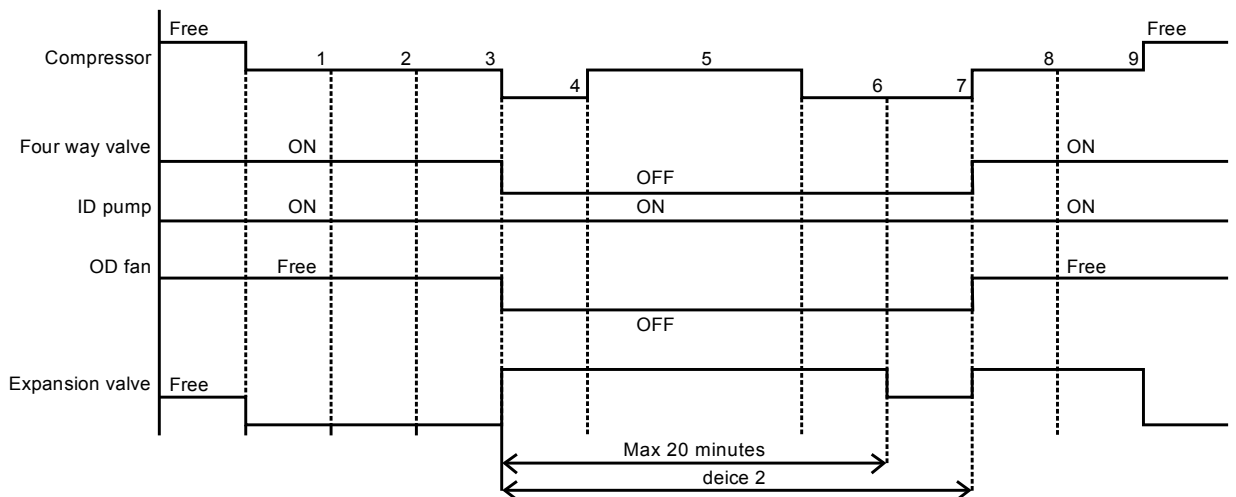 Free Free
Compressor 1 2 3 4 5 6 7 8 9
Four way valve ON OFF ON
ID pump ON ON ON
OD fan Free OFF Free
Expansion valve Free
Max 20 minutes
deice 2